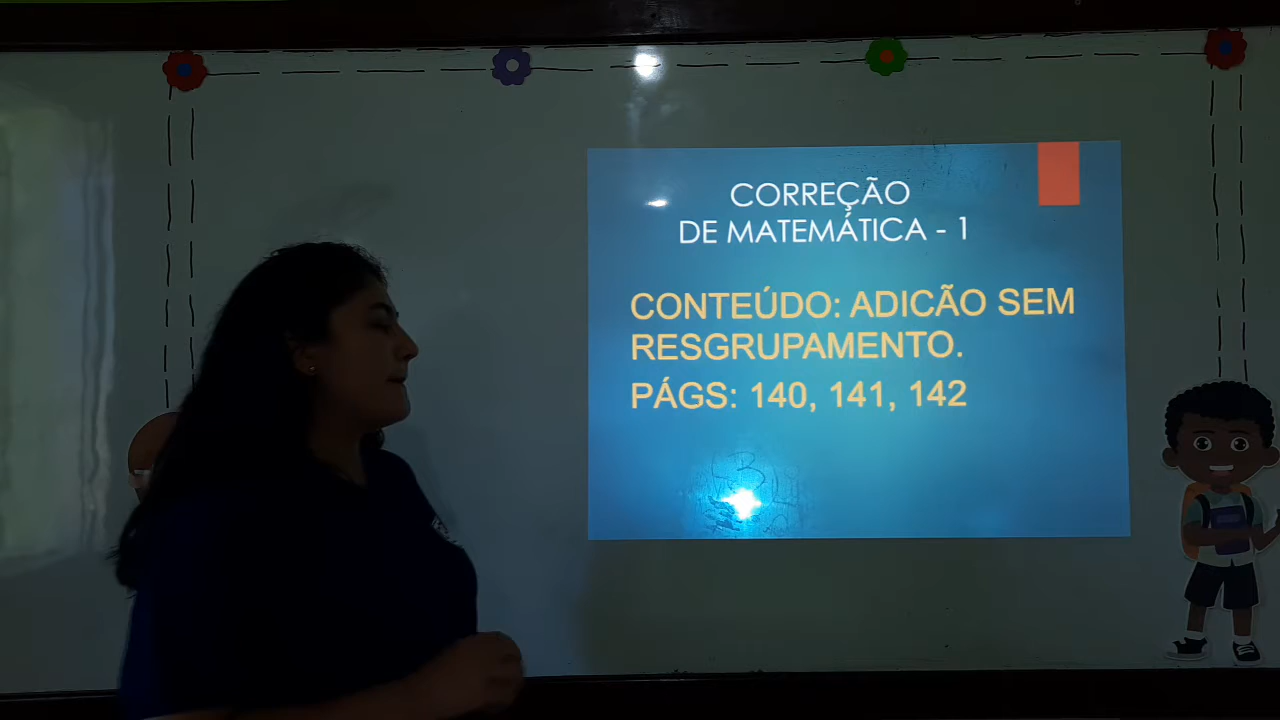 CORREÇÃO
DE MATEMÁTICA - 1
CONTEÚDO: ADICÃO SEM
RESGRUPAMENTO.
PÁGS: 140, 141, 142